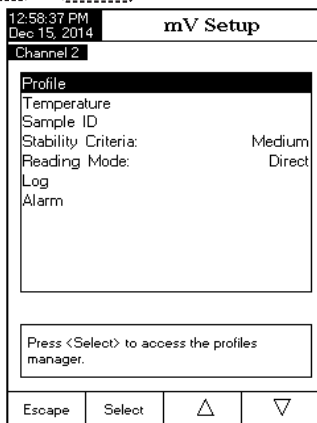 12:58:37 PM
Dec 15, 2014
mV Setup
Channel 2
Profile
Temperature
Sample ID
Stability Criteria: Medium
Reading Mode: Direct
Log
Alarm
Press <Select> to access the profiles
manager.
Escape Select △ ▽